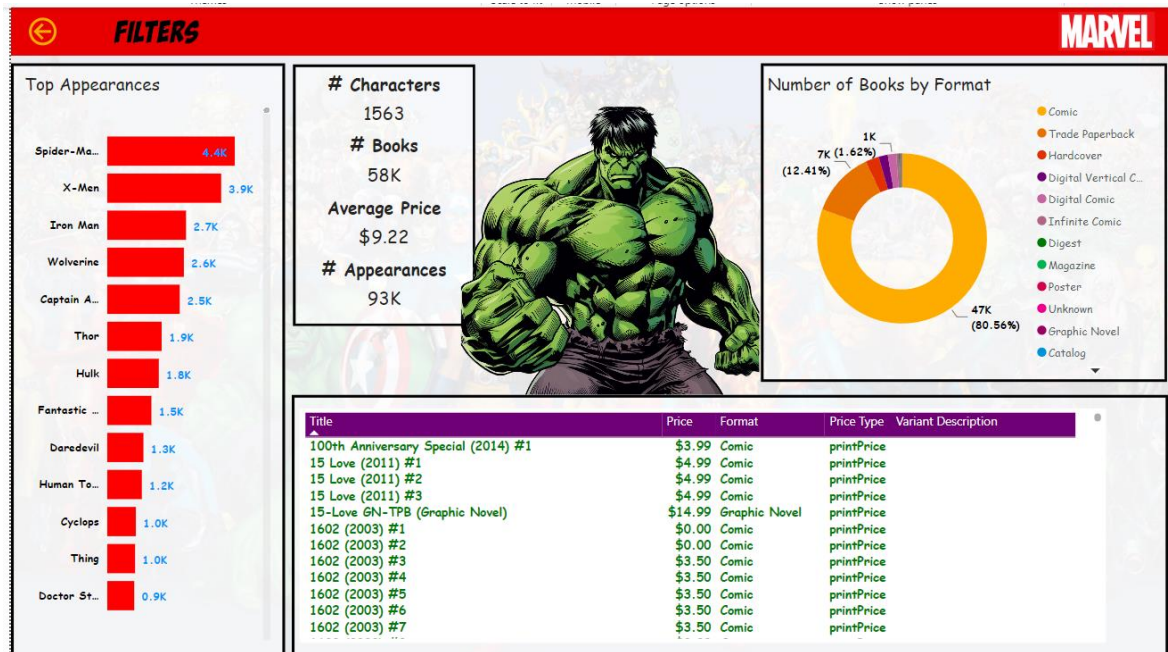 FILTERS
MARVEL
Top Appearances
Spider-Ma... 4.4K
X-Men 3.9K
Iron Man 2.7K
Wolverine 2.6K
Captain A... 2.5K
Thor 1.9K
Hulk 1.8K
Fantastic ... 1.5K
Daredevil 1.3K
Human To... 1.2K
Cyclops 1.0K
Thing 1.0K
Doctor St... 0.9K
# Characters
1563
# Books
58K
Average Price
$9.22
# Appearances
93K
Number of Books by Format
1K
(1.62%)
7K
(12.41%)
47K
(80.56%)
Comic
Trade Paperback
Hardcover
Digital Vertical C...
Digital Comic
Infinite Comic
Digest
Magazine
Poster
Unknown
Graphic Novel
Catalog
Title Price Format Price Type Variant Description
100th Anniversary Special (2014) #1 $3.99 Comic printPrice
15 Love (2011) #1 $4.99 Comic printPrice
15 Love (2011) #2 $4.99 Comic printPrice
15 Love (2011) #3 $4.99 Comic printPrice
15-Love GN-TPB (Graphic Novel) $14.99 Graphic Novel printPrice
1602 (2003) #1 $0.00 Comic printPrice
1602 (2003) #2 $0.00 Comic printPrice
1602 (2003) #3 $3.50 Comic printPrice
1602 (2003) #4 $3.50 Comic printPrice
1602 (2003) #5 $3.50 Comic printPrice
1602 (2003) #6 $3.50 Comic printPrice
1602 (2003) #7 $3.50 Comic printPrice